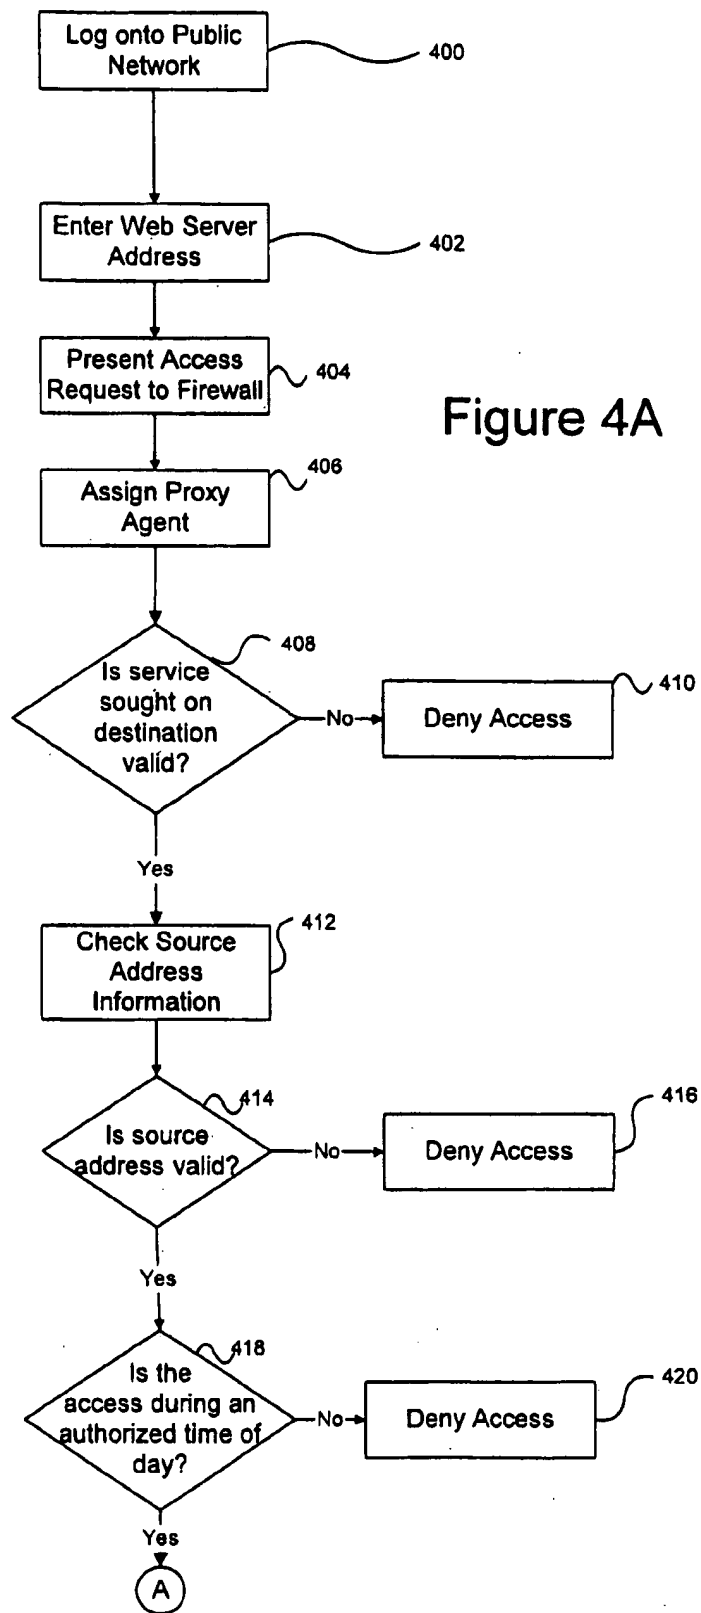 Log onto Public
Network
400
Enter Web Server
Address
402
Present Access
Request to Firewall
404
Figure 4A
406
Assign Proxy
Agent
408
Is service
sought on
destination
valid?
No
Deny Access
410
Yes
412
Check Source
Address
Information
414
Is source
address valid?
No
Deny Access
416
Yes
418
Is the
access during an
authorized time of
day?
No
Deny Access
420
Yes
A